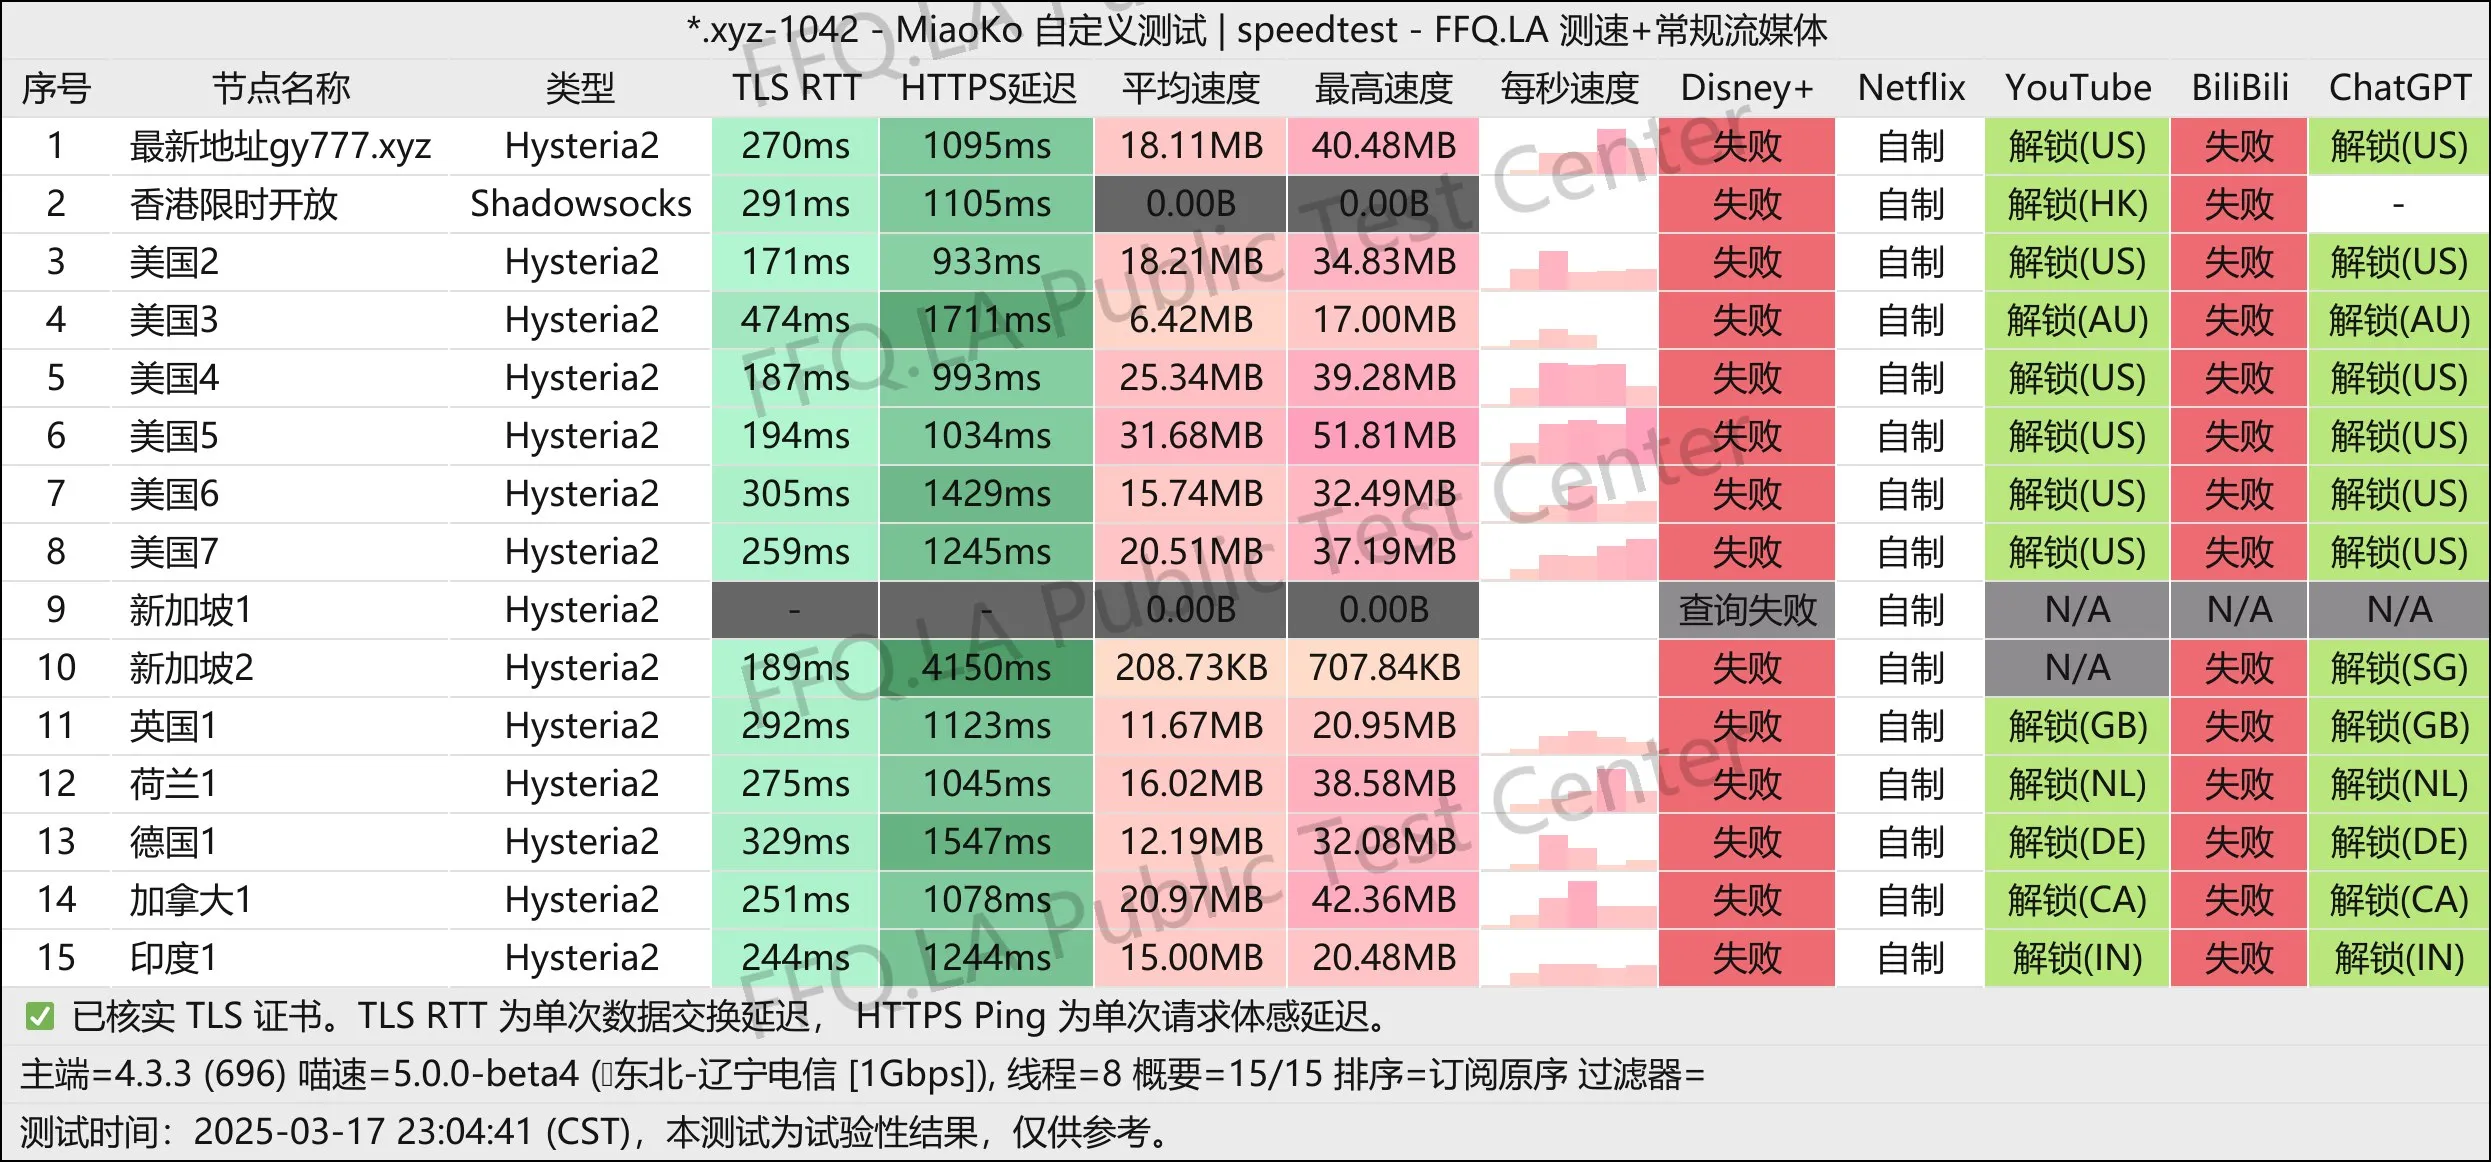 *.xyz-1042 - MiaoKo 自定义测试 | speedtest - FFQ.LA 测速+常规流媒体
序号 节点名称 类型 TLS RTT HTTPS延迟 平均速度 最高速度 每秒速度 Disney+ Netflix YouTube BiliBili ChatGPT
1 最新地址gy777.xyz Hysteria2 270ms 1095ms 18.11MB 40.48MB 失败 自制 解锁(US) 失败 解锁(US)
2 香港限时开放 Shadowsocks 291ms 1105ms 0.00B 0.00B 失败 自制 解锁(HK) 失败 -
3 美国2 Hysteria2 171ms 933ms 18.21MB 34.83MB 失败 自制 解锁(US) 失败 解锁(US)
4 美国3 Hysteria2 474ms 1711ms 6.42MB 17.00MB 失败 自制 解锁(AU) 失败 解锁(AU)
5 美国4 Hysteria2 187ms 993ms 25.34MB 39.28MB 失败 自制 解锁(US) 失败 解锁(US)
6 美国5 Hysteria2 194ms 1034ms 31.68MB 51.81MB 失败 自制 解锁(US) 失败 解锁(US)
7 美国6 Hysteria2 305ms 1429ms 15.74MB 32.49MB 失败 自制 解锁(US) 失败 解锁(US)
8 美国7 Hysteria2 259ms 1245ms 20.51MB 37.19MB 失败 自制 解锁(US) 失败 解锁(US)
9 新加坡1 Hysteria2 - - 0.00B 0.00B 查询失败 自制 N/A N/A N/A
10 新加坡2 Hysteria2 189ms 4150ms 208.73KB 707.84KB 失败 自制 N/A 失败 解锁(SG)
11 英国1 Hysteria2 292ms 1123ms 11.67MB 20.95MB 失败 自制 解锁(GB) 失败 解锁(GB)
12 荷兰1 Hysteria2 275ms 1045ms 16.02MB 38.58MB 失败 自制 解锁(NL) 失败 解锁(NL)
13 德国1 Hysteria2 329ms 1547ms 12.19MB 32.08MB 失败 自制 解锁(DE) 失败 解锁(DE)
14 加拿大1 Hysteria2 251ms 1078ms 20.97MB 42.36MB 失败 自制 解锁(CA) 失败 解锁(CA)
15 印度1 Hysteria2 244ms 1244ms 15.00MB 20.48MB 失败 自制 解锁(IN) 失败 解锁(IN)
✅ 已核实 TLS 证书。TLS RTT 为单次数据交换延迟， HTTPS Ping 为单次请求体感延迟。
主端=4.3.3 (696) 喵速=5.0.0-beta4 (东北-辽宁电信 [1Gbps]), 线程=8 概要=15/15 排序=订阅原序 过滤器=
测试时间：2025-03-17 23:04:41 (CST)，本测试为试验性结果，仅供参考。
FFQ.LA Public Test Center
FFQ.LA Public Test Center
FFQ.LA Public Test Center
FFQ.LA Public Test Center